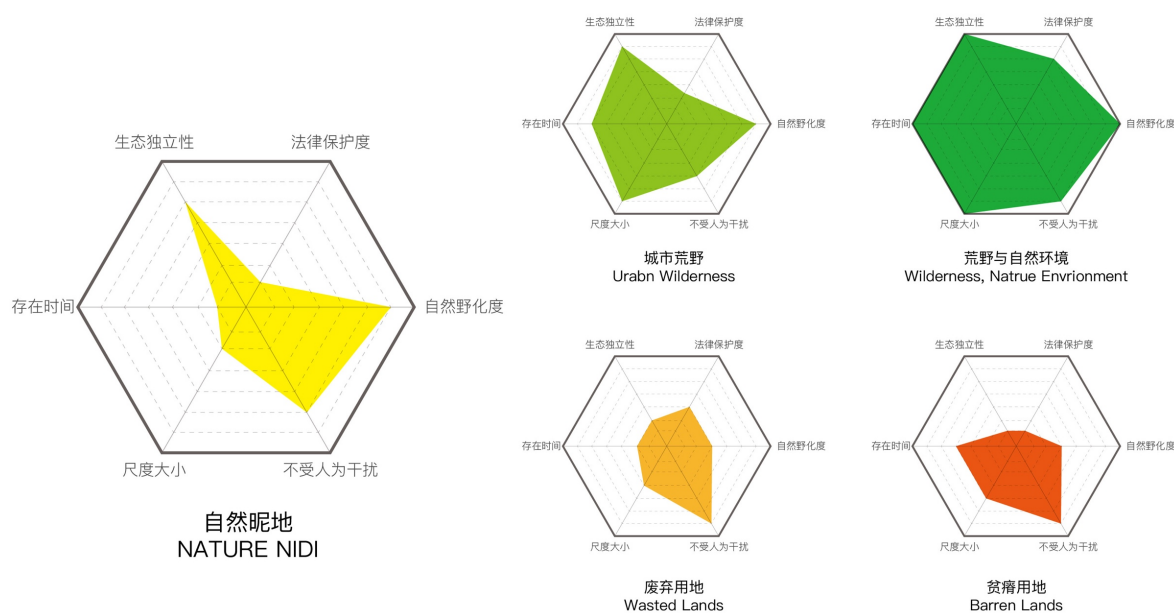 生态独立性
法律保护度
存在时间
自然野化度
尺度大小
不受人为干扰
自然昵地
NATURE NIDI
生态独立性
法律保护度
存在时间
自然野化度
尺度大小
不受人为干扰
城市荒野
Urabn Wilderness
生态独立性
法律保护度
存在时间
自然野化度
尺度大小
不受人为干扰
荒野与自然环境
Wilderness, Natrue Envrionment
生态独立性
法律保护度
存在时间
自然野化度
尺度大小
不受人为干扰
废弃用地
Wasted Lands
生态独立性
法律保护度
存在时间
自然野化度
尺度大小
不受人为干扰
贫瘠用地
Barren Lands